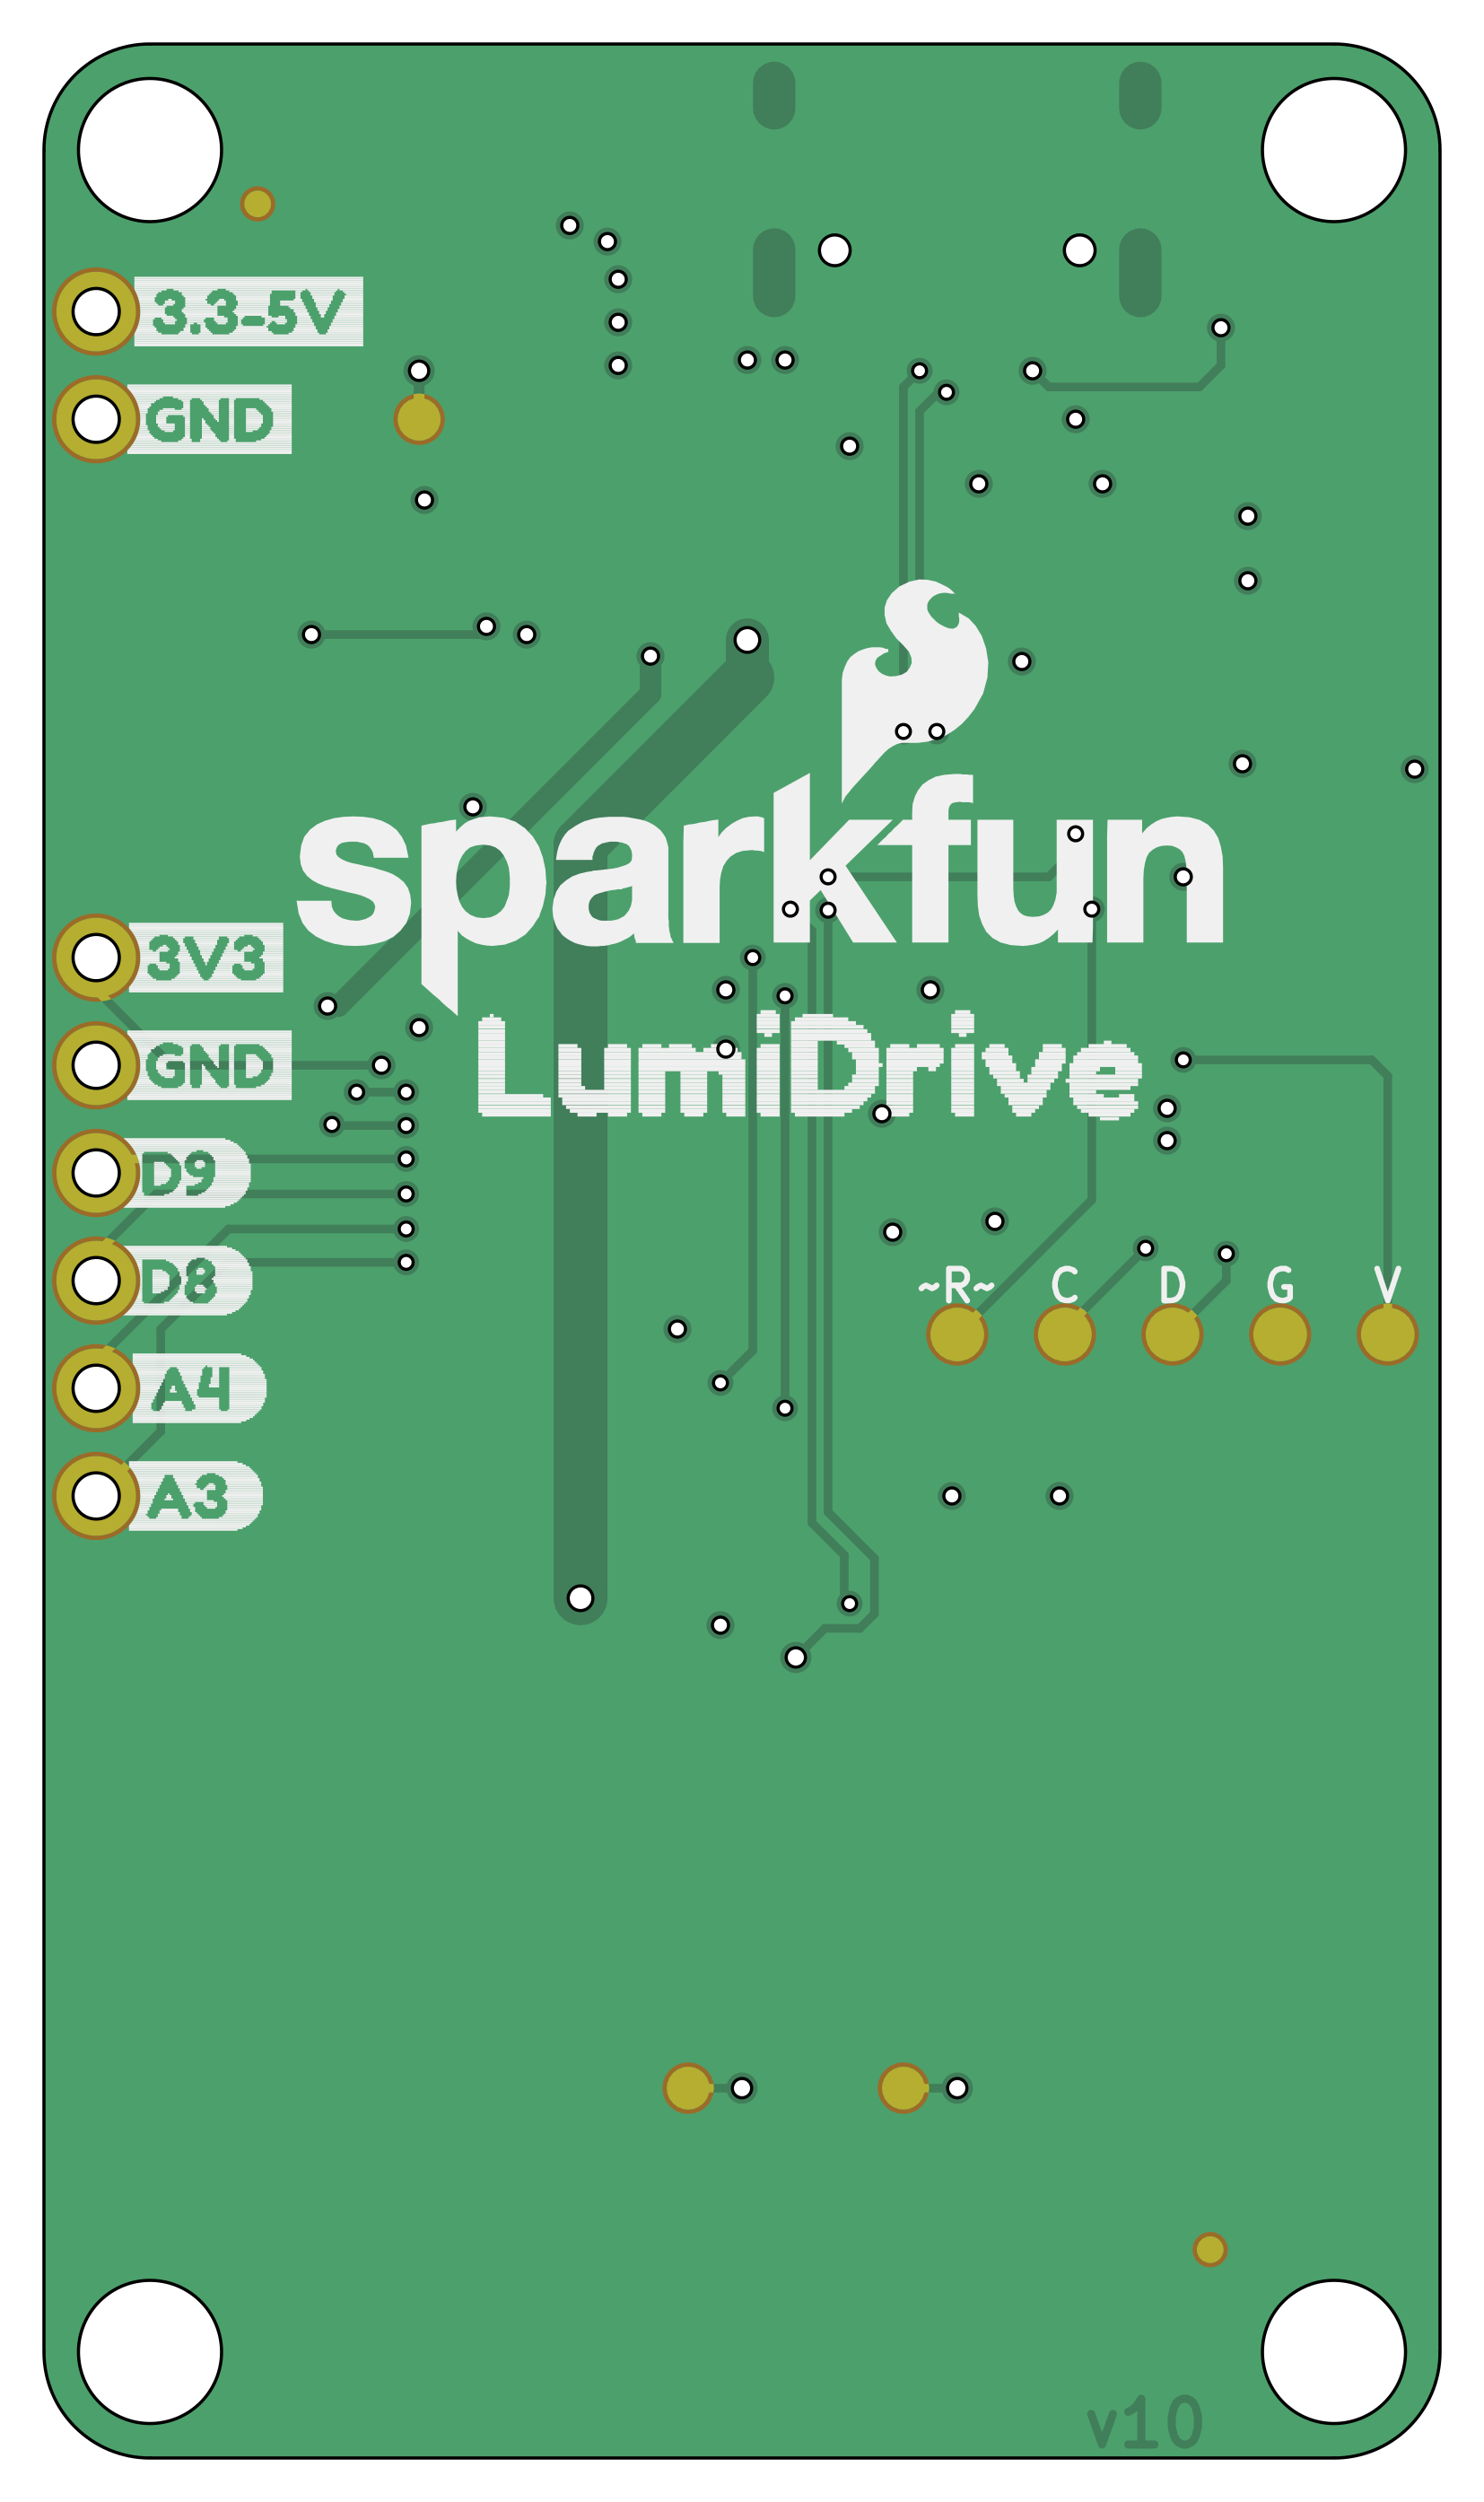 3.3-5V
GND
sparkfun
LumiDrive
3V3
GND
D9
D8
A4
A3
~R~ C D G V
v10